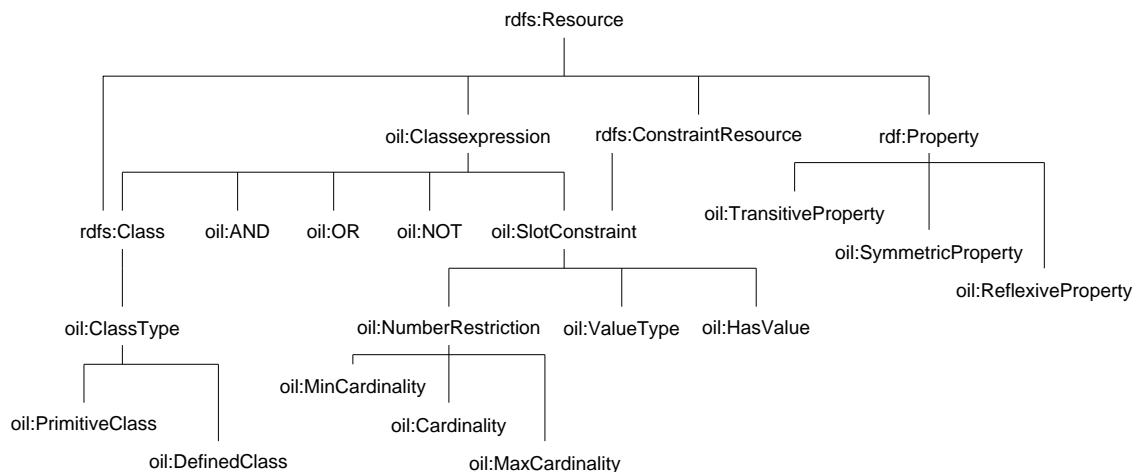 rdfs:Resource
oil:Classexpression
rdfs:ConstraintResource
rdf:Property
oil:TransitiveProperty
rdfs:Class
oil:AND
oil:OR
oil:NOT
oil:SlotConstraint
oil:SymmetricProperty
oil:ReflexiveProperty
oil:ClassType
oil:NumberRestriction
oil:ValueType
oil:HasValue
oil:MinCardinality
oil:PrimitiveClass
oil:Cardinality
oil:DefinedClass
oil:MaxCardinality